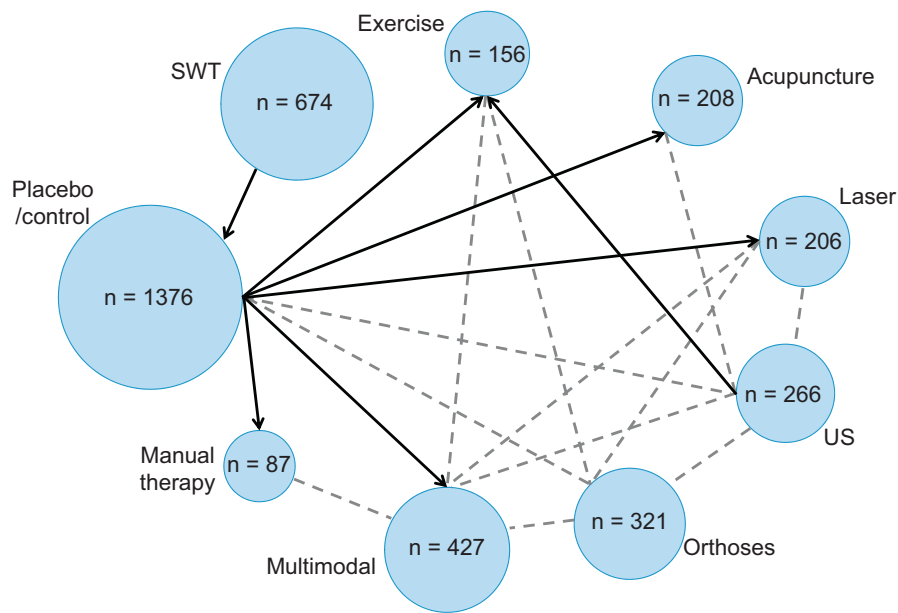 Exercise
n = 156
SWT
n = 674
Acupuncture
n = 208
Placebo
/control
n = 1376
Laser
n = 206
n = 266
US
Manual
therapy
n = 87
Multimodal
n = 427
n = 321
Orthoses